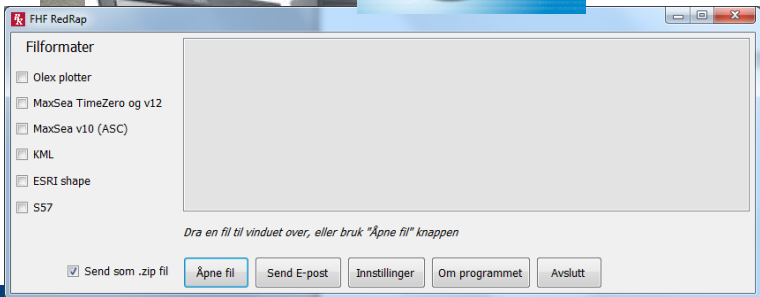 FHF RedRap
Filformater
Olex plotter
MaxSea TimeZero og v12
MaxSea v10 (ASC)
KML
ESRI shape
S57
Dra en fil til vinduet over, eller bruk "Åpne fil" knappen
Send som .zip fil
Åpne fil
Send E-post
Innstillinger
Om programmet
Avslutt